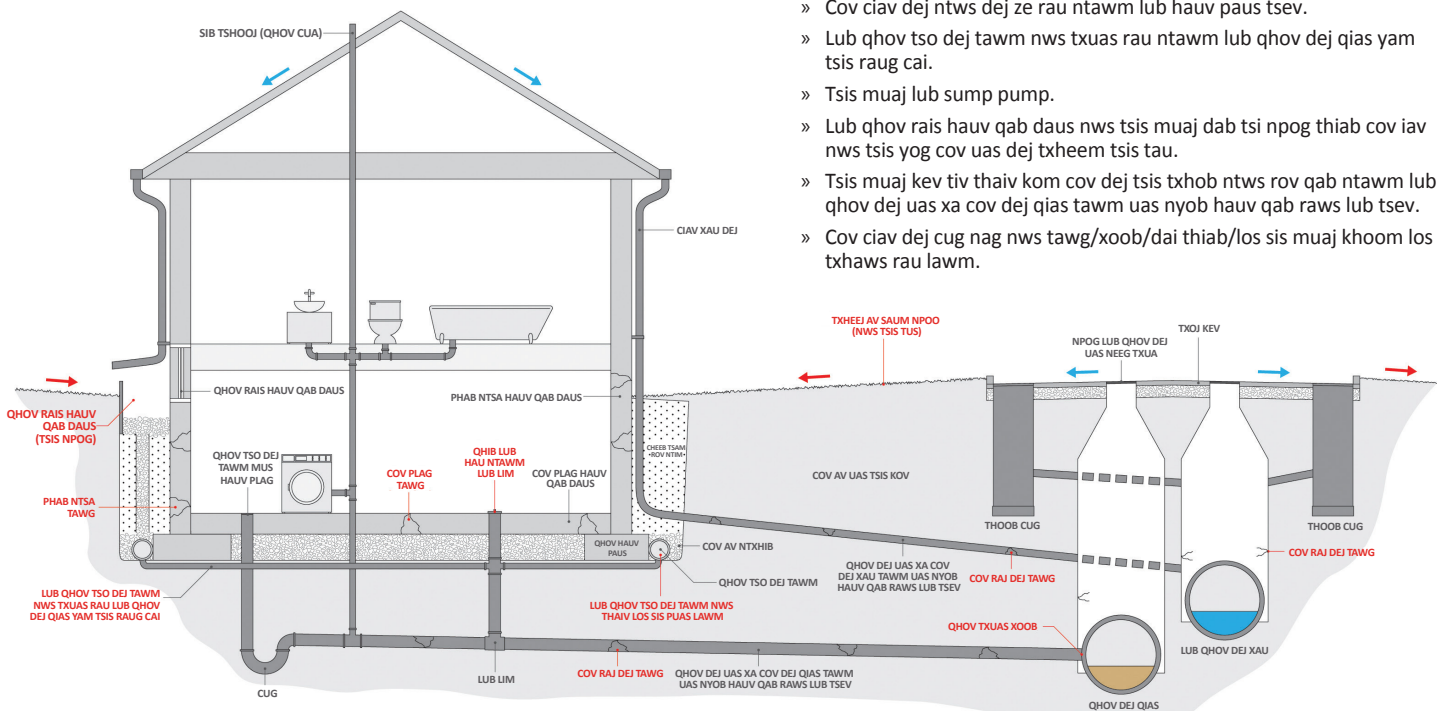 » Cov ciav dej ntws dej ze rau ntawm lub hauv paus tsev.
» Lub qhov tso dej tawm nws txuas rau ntawm lub qhov dej qias yam
tsis raug cai.
» Tsis muaj lub sump pump.
» Lub qhov rais hauv qab daus nws tsis muaj dab tsi npog thiab cov iav
nws tsis yog cov uas dej txheem tsis tau.
» Tsis muaj kev tiv thaiv kom cov dej tsis txhob ntws rov qab ntawm lub
qhov dej uas xa cov dej qias tawm uas nyob hauv qab raws lub tsev.
» Cov ciav dej cug nag nws tawg/xoob/dai thiab/los sis muaj khoom los
txhaws rau lawm.
SIB TSHOOJ (QHOV CUA)
CIAV XAU DEJ
TXHEEJ AV SAUM NPOO
(NWS TSIS TUS)
TXOJ KEV
NPOG LUB QHOV DEJ
UAS NEEG TXUA
QHOV RAIS HAUV QAB DAUS
PHAB NTSA HAUV QAB DAUS
QHOV RAIS HAUV
QAB DAUS
(TSIS NPOG)
QHOV TSO DEJ
TAWM MUS
HAUV PLAG
COV PLAG
TAWG
QHIB LUB
HAU NTAWM
LUB LIM
COV PLAG HAUV
QAB DAUS
CHEEB TSAM
•ROV NTIM•
COV AV UAS TSIS KOV
PHAB NTSA
TAWG
THOOB CUG
THOOB CUG
QHOV HAUV
PAUS
COV AV NTXHIB
COV RAJ DEJ TAWG
QHOV TSO DEJ TAWM
QHOV DEJ UAS XA COV
DEJ XAU TAWM UAS NYOB
HAUV QAB RAWS LUB TSEV
COV RAJ DEJ TAWG
LUB QHOV TSO DEJ TAWM
NWS TXUAS RAU LUB QHOV
DEJ QIAS YAM TSIS RAUG CAI
LUB QHOV TSO DEJ TAWM NWS
THAIV LOS SIS PUAS LAWM
QHOV TXUAS XOOB
LUB QHOV DEJ XAU
CUG
LUB LIM
COV RAJ DEJ TAWG
QHOV DEJ UAS XA COV DEJ QIAS TAWM
UAS NYOB HAUV QAB RAWS LUB TSEV
QHOV DEJ QIAS